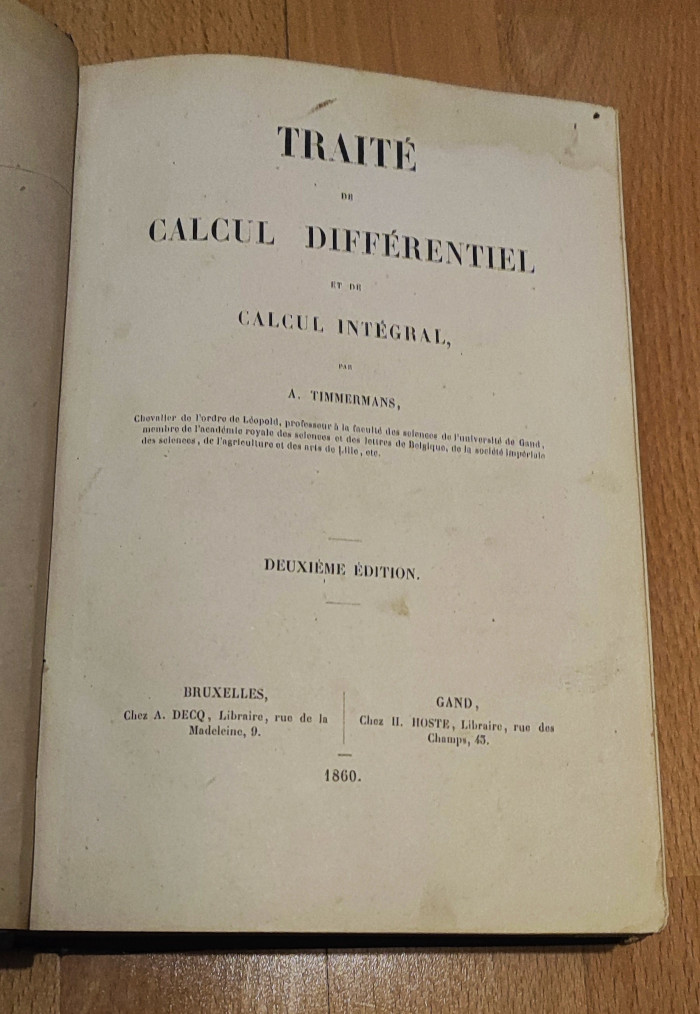 TRAITÉ
DE
CALCUL DIFFÉRENTIEL
ET DE
CALCUL INTÉGRAL,
PAR
A. TIMMERMANS,
Chevalier de l'ordre de Léopold, professeur à la faculté des sciences de l'université de Gand,
membre de l'académie royale des sciences et des lettres de Belgique, de la société impériale
des sciences, de l'agriculture et des arts de Lille, etc.
DEUXIÈME ÉDITION.
BRUXELLES,
Chez A. DECQ, Libraire, rue de la
Madeleine, 9.
GAND,
Chez H. HOSTE, Libraire, rue des
Champs, 43.
1860.